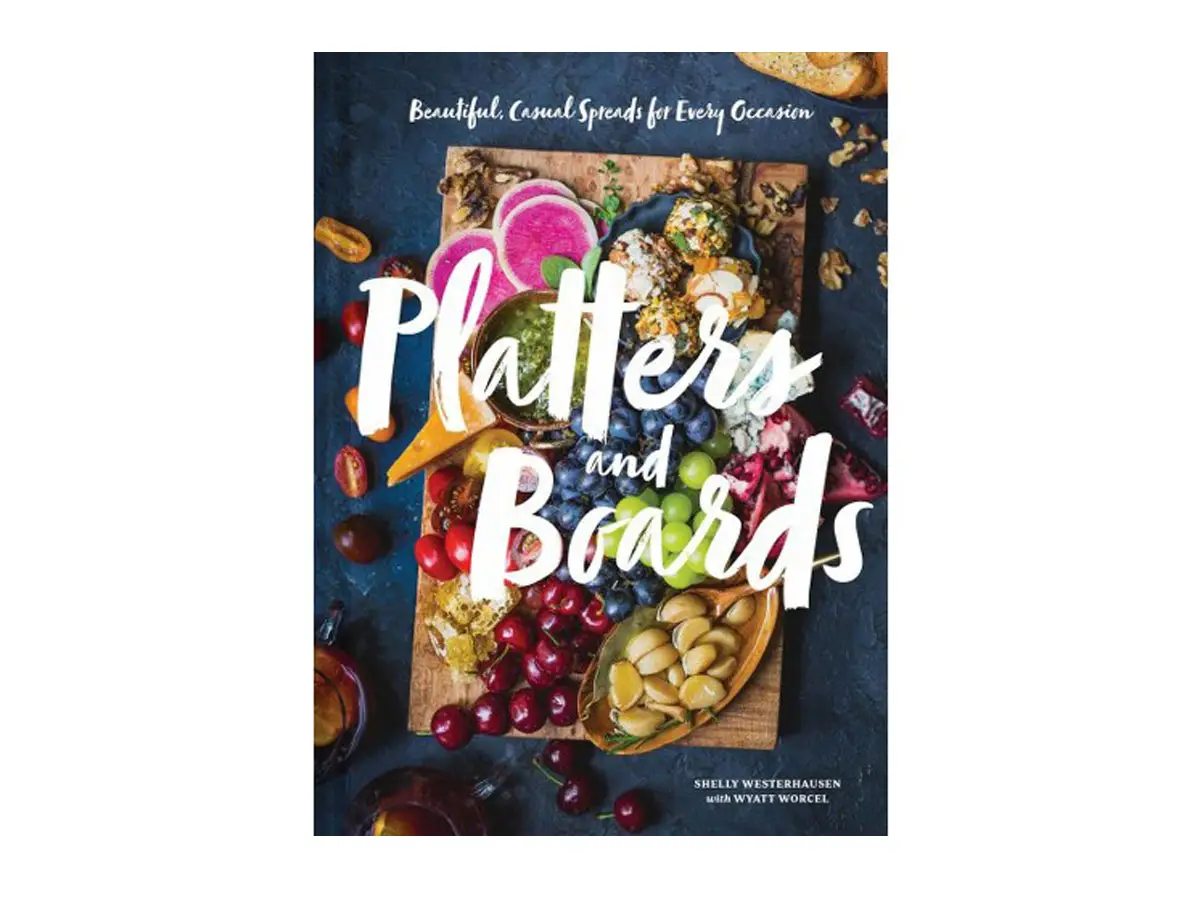 Beautiful, Casual Spreads for Every Occasion
Platters
and
Boards
SHELLY WESTERHAUSEN
with WYATT WORCEL